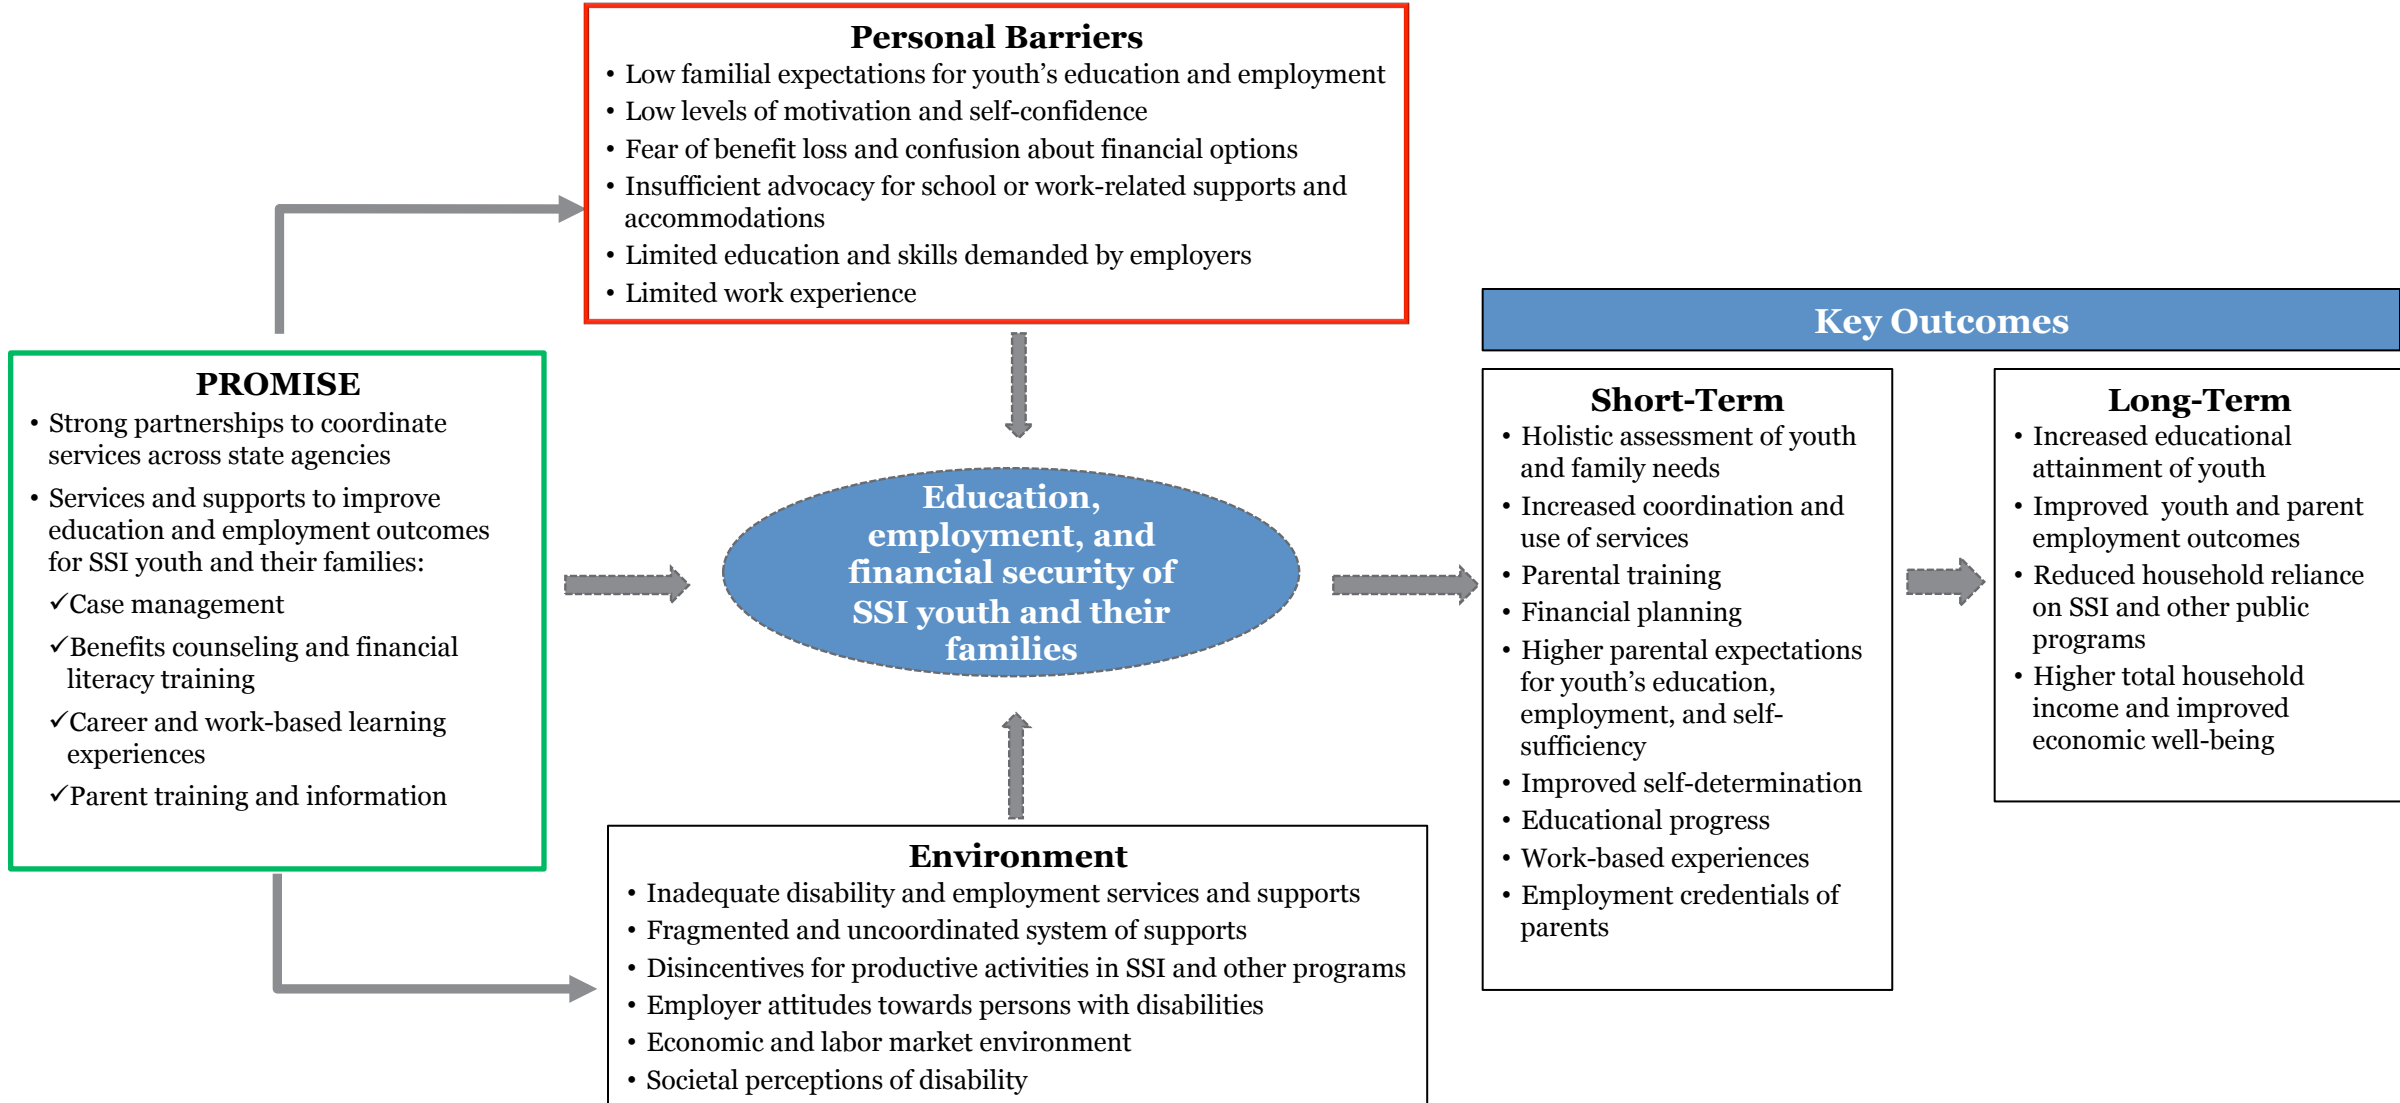 Personal Barriers
• Low familial expectations for youth's education and employment
• Low levels of motivation and self-confidence
• Fear of benefit loss and confusion about financial options
• Insufficient advocacy for school or work-related supports and
accommodations
• Limited education and skills demanded by employers
• Limited work experience
PROMISE
• Strong partnerships to coordinate
services across state agencies
• Services and supports to improve
education and employment outcomes
for SSI youth and their families:
✓Case management
✓Benefits counseling and financial
literacy training
✓Career and work-based learning
experiences
✓Parent training and information
Education,
employment, and
financial security of
SSI youth and their
families
Environment
• Inadequate disability and employment services and supports
• Fragmented and uncoordinated system of supports
• Disincentives for productive activities in SSI and other programs
• Employer attitudes towards persons with disabilities
• Economic and labor market environment
• Societal perceptions of disability
Key Outcomes
Short-Term
• Holistic assessment of youth
and family needs
• Increased coordination and
use of services
• Parental training
• Financial planning
• Higher parental expectations
for youth's education,
employment, and self-
sufficiency
• Improved self-determination
• Educational progress
• Work-based experiences
• Employment credentials of
parents
Long-Term
• Increased educational
attainment of youth
• Improved youth and parent
employment outcomes
• Reduced household reliance
on SSI and other public
programs
• Higher total household
income and improved
economic well-being